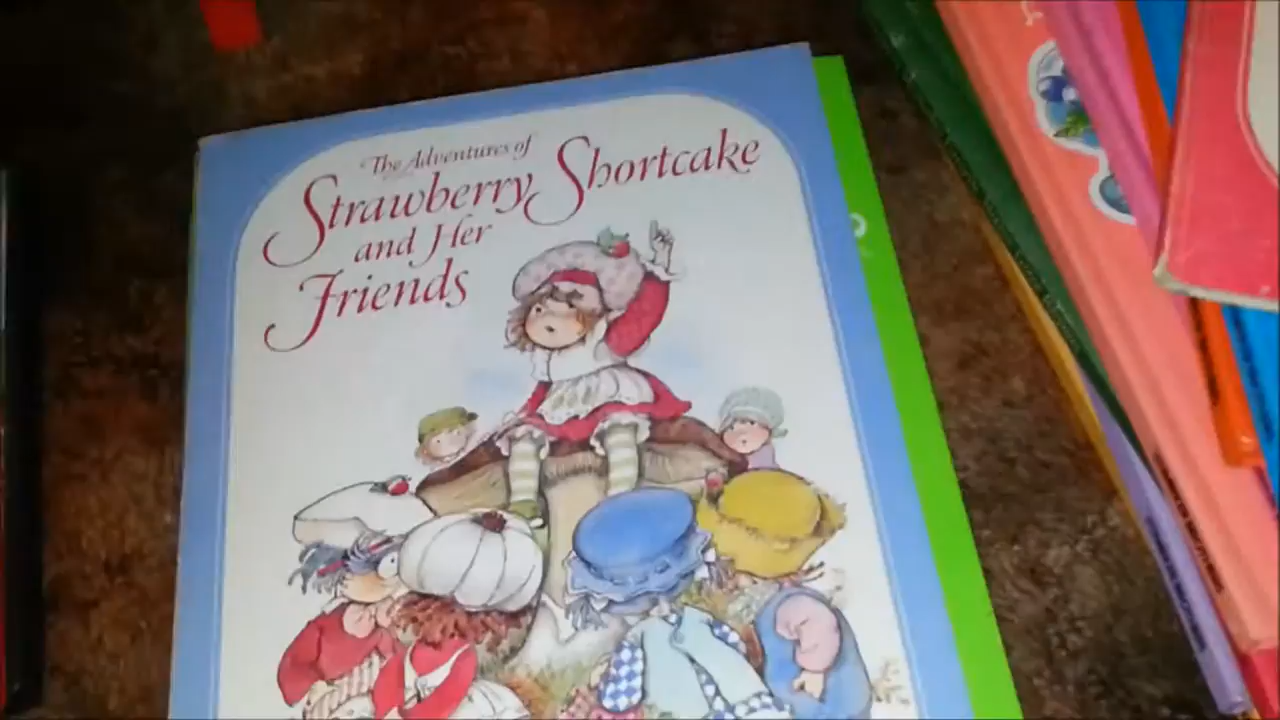 The Adventures of
Strawberry Shortcake
and Her
Friends